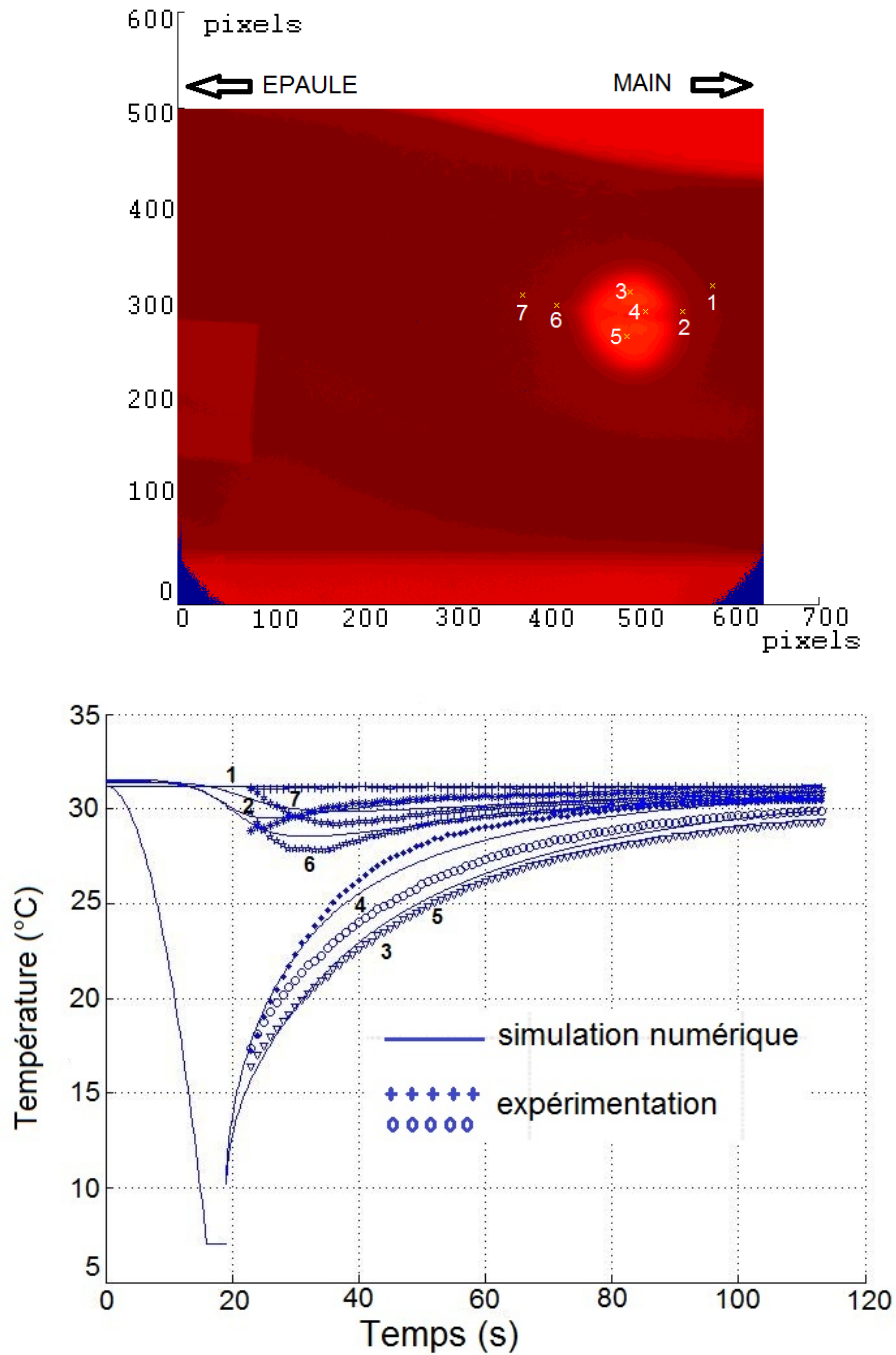 600
pixels
EPAULE
MAIN
500
400
300
200
100
0
7
6
3
4
5
2
1
0 100 200 300 400 500 600 700
pixels
35
30
25
20
15
10
5
Température (°C)
1
2
7
6
4
5
3
simulation numérique
expérimentation
0 20 40 60 80 100 120
Temps (s)